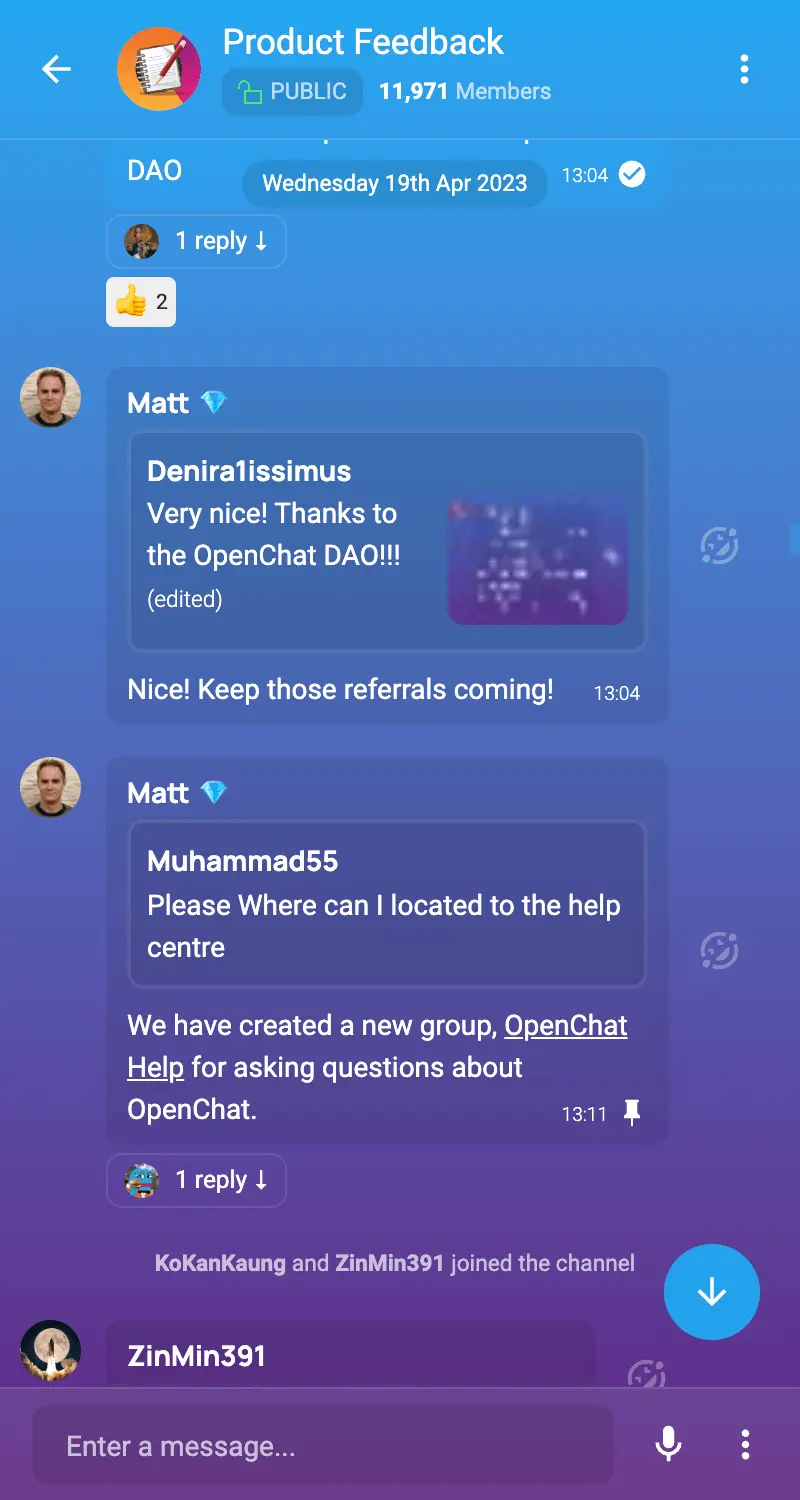 Product Feedback
PUBLIC 11,971 Members
DAO
Wednesday 19th Apr 2023
13:04
1 reply ↓
👍 2
Matt 💎
Denira1issimus
Very nice! Thanks to
the OpenChat DAO!!!
(edited)
Nice! Keep those referrals coming! 13:04
Matt 💎
Muhammad55
Please Where can I located to the help
centre
We have created a new group, OpenChat
Help for asking questions about
OpenChat. 13:11
1 reply ↓
KoKanKaung and ZinMin391 joined the channel
ZinMin391
Enter a message...